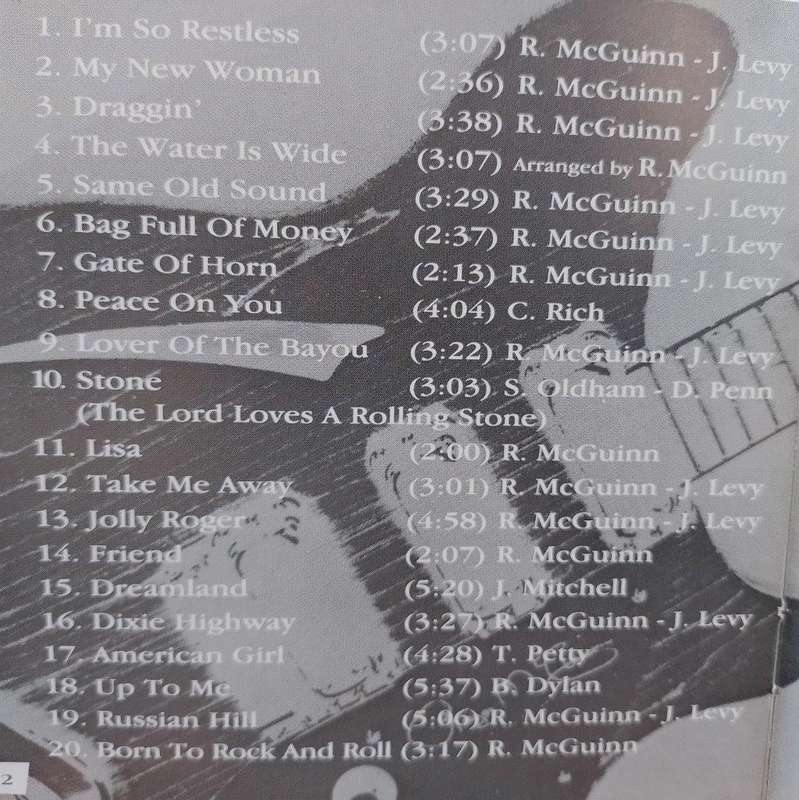 1. I'm So Restless (3:07) R. McGuinn - J. Levy
2. My New Woman (2:36) R. McGuinn - J. Levy
3. Draggin' (3:38) R. McGuinn - J. Levy
4. The Water Is Wide (3:07) Arranged by R. McGuinn
5. Same Old Sound (3:29) R. McGuinn - J. Levy
6. Bag Full Of Money (2:37) R. McGuinn - J. Levy
7. Gate Of Horn (2:13) R. McGuinn - J. Levy
8. Peace On You (4:04) C. Rich
9. Lover Of The Bayou (3:22) R. McGuinn - J. Levy
10. Stone (3:03) S. Oldham - D. Penn
(The Lord Loves A Rolling Stone)
11. Lisa (2:00) R. McGuinn
12. Take Me Away (3:01) R. McGuinn - J. Levy
13. Jolly Roger (4:58) R. McGuinn - J. Levy
14. Friend (2:07) R. McGuinn
15. Dreamland (5:20) J. Mitchell
16. Dixie Highway (3:27) R. McGuinn - J. Levy
17. American Girl (4:28) T. Petty
18. Up To Me (5:37) B. Dylan
19. Russian Hill (5:06) R. McGuinn - J. Levy
20. Born To Rock And Roll (3:17) R. McGuinn
2